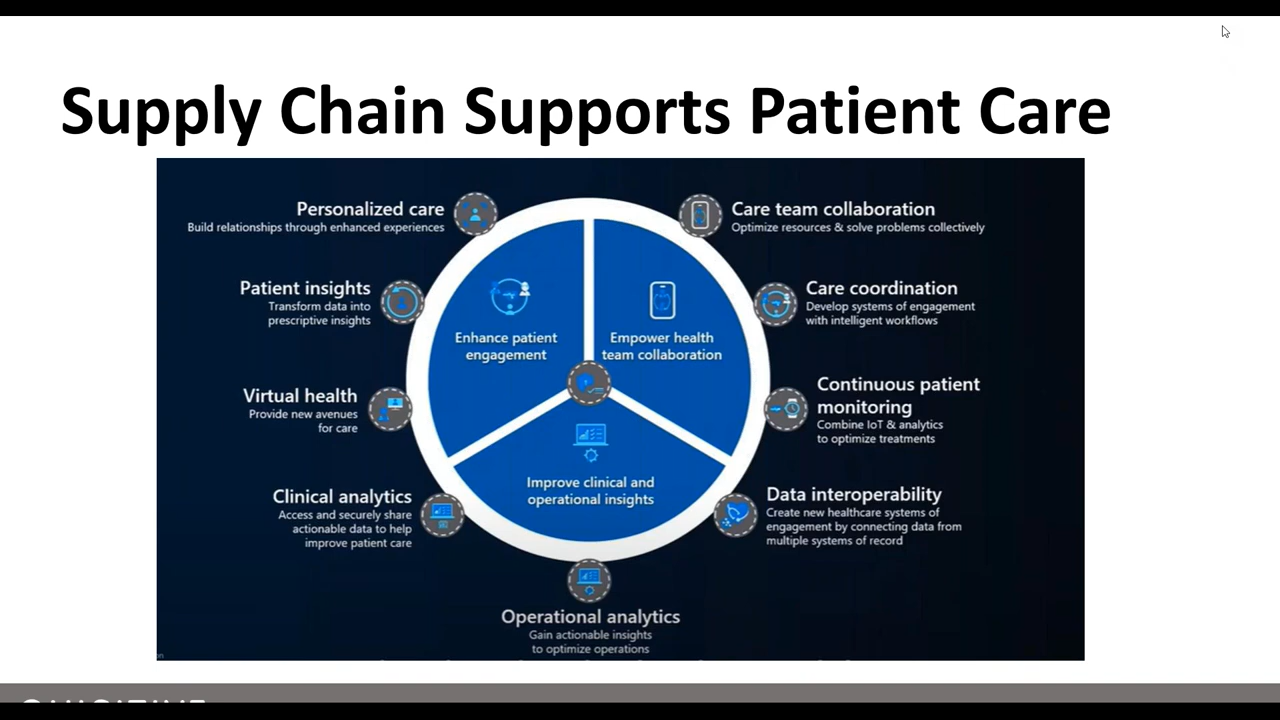 Supply Chain Supports Patient Care
Personalized care
Build relationships through enhanced experiences
Patient insights
Transform data into
prescriptive insights
Virtual health
Provide new avenues
for care
Clinical analytics
Access and securely share
actionable data to help
improve patient care
Enhance patient
engagement
Empower health
team collaboration
Improve clinical and
operational insights
Care team collaboration
Optimize resources & solve problems collectively
Care coordination
Develop systems of engagement
with intelligent workflows
Continuous patient
monitoring
Combine IoT & analytics
to optimize treatments
Data interoperability
Create new healthcare systems of
engagement by connecting data from
multiple systems of record
Operational analytics
Gain actionable insights
to optimize operations